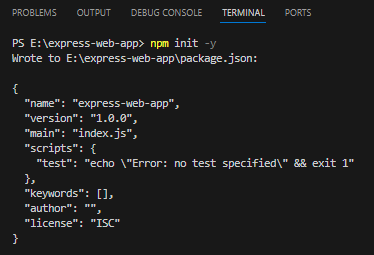 PROBLEMS OUTPUT DEBUG CONSOLE TERMINAL PORTS
PS E:\express-web-app> npm init -y
Wrote to E:\express-web-app\package.json:
{
  "name": "express-web-app",
  "version": "1.0.0",
  "main": "index.js",
  "scripts": {
    "test": "echo \"Error: no test specified\" && exit 1"
  },
  "keywords": [],
  "author": "",
  "license": "ISC"
}